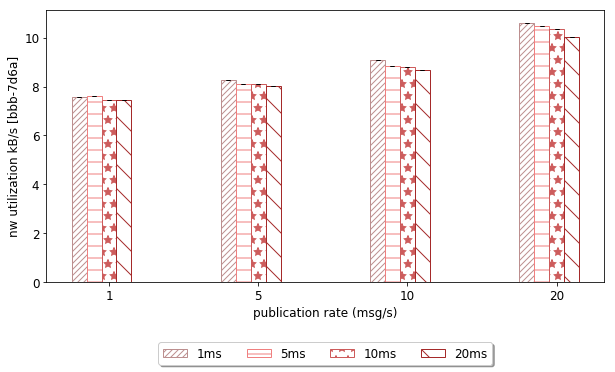 nw utilization kB/s [bbb-7d6a]
10
8
6
4
2
0
1 5 10 20
publication rate (msg/s)
1ms 5ms 10ms 20ms